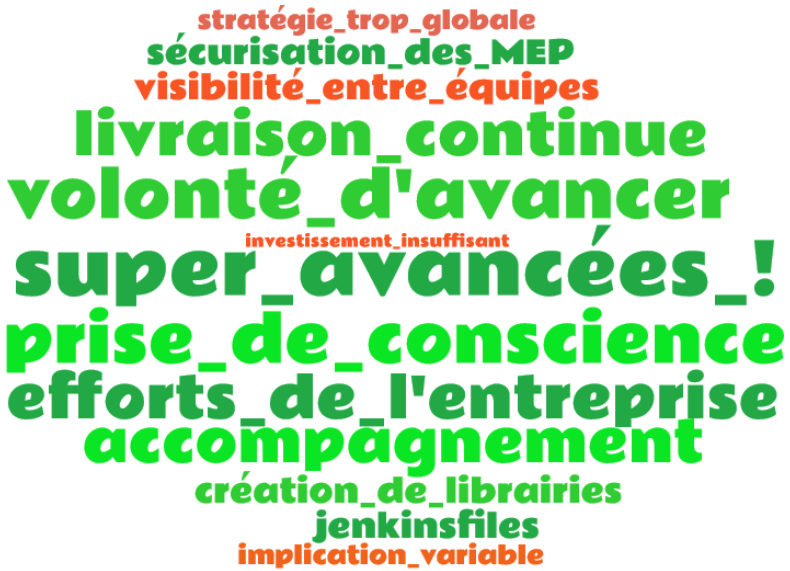 stratégie_trop_globale
sécurisation_des_MEP
visibilité_entre_équipes
livraison_continue
volonté_d'avancer
investissement_insuffisant
super_avancées_!
prise_de_conscience
efforts_de_l'entreprise
accompagnement
création_de_librairies
jenkinsfiles
implication_variable